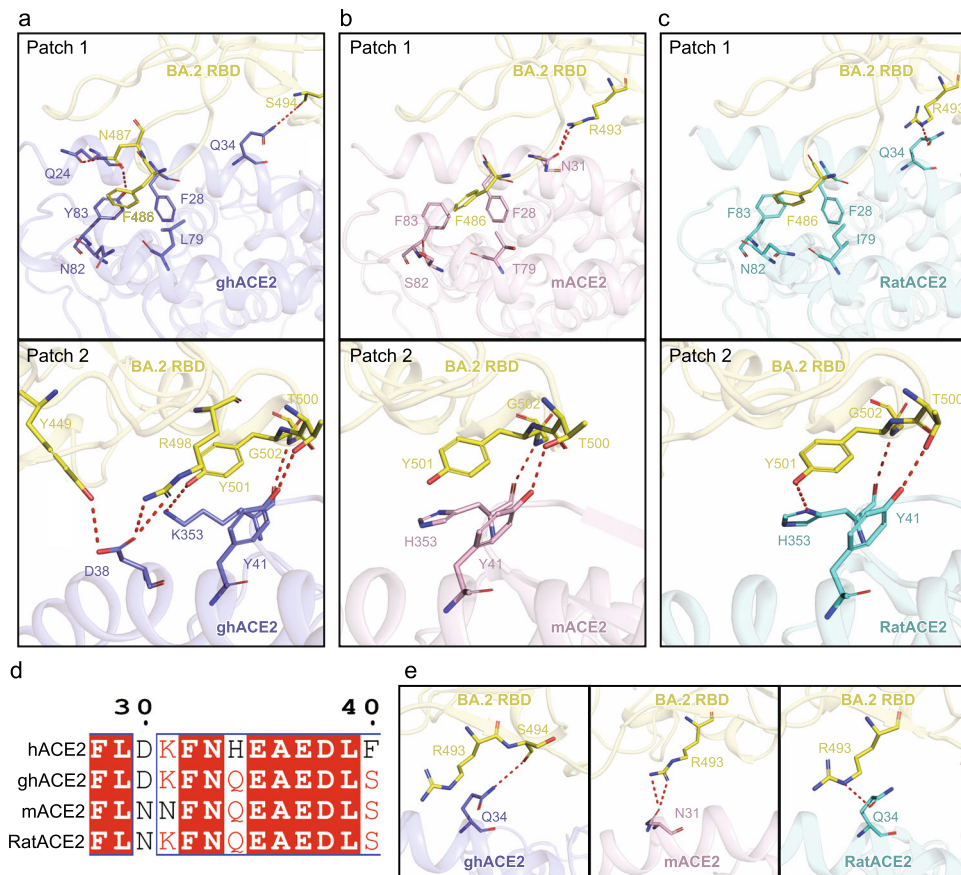 a
Patch 1
BA.2 RBD
S494
N487
Q34
Q24
Y83
F486
F28
L79
N82
ghACE2
b
Patch 1
BA.2 RBD
R493
N31
F83
F486
F28
S82
T79
mACE2
c
Patch 1
BA.2 RBD
R493
Q34
F83
F486
F28
I79
N82
RatACE2
Patch 2
BA.2 RBD
T500
Y449
R498
G502
Y501
K353
D38
Y41
ghACE2
Patch 2
BA.2 RBD
G502
T500
Y501
H353
Y41
mACE2
Patch 2
BA.2 RBD
T500
G502
Y501
H353
Y41
RatACE2
d
30 40
hACE2 FLDKFNHEAEDLF
ghACE2 FLDKFNQEAEDLS
mACE2 FLNNFNQEAEDLS
RatACE2 FLNKFNQEAEDLS
e
BA.2 RBD
S494
R493
Q34
ghACE2
BA.2 RBD
R493
N31
mACE2
BA.2 RBD
R493
Q34
RatACE2